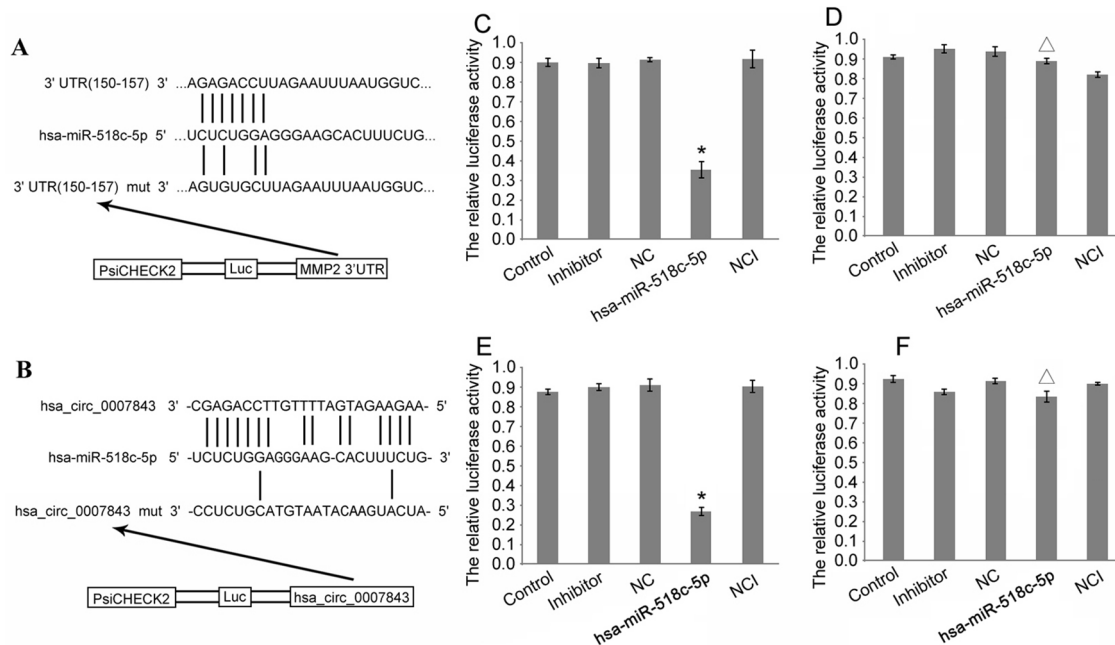 A
3' UTR(150-157) 3' ...AGAGACCUUAGAAUUUAAUGGUC...
hsa-miR-518c-5p 5' ...UCUCUGGAGGGAAGCACUUUCUG...
3' UTR(150-157) mut 3' ...AGUGUGCUUAGAAUUUAAUGGUC...
PsiCHECK2 Luc MMP2 3'UTR
B
hsa_circ_0007843 3' -CGAGACCTTGTTTTAGTAGAAGAA- 5'
hsa-miR-518c-5p 5' -UCUCUGGAGGGAAG-CACUUUCUG- 3'
hsa_circ_0007843 mut 3' -CCUCUGCATGTAATACAAGUACUA- 5'
PsiCHECK2 Luc hsa_circ_0007843
C
The relative luciferase activity
1.0
0.9
0.8
0.7
0.6
0.5
0.4
0.3
0.2
0.1
0.0
*
Control Inhibitor NC hsa-miR-518c-5p NCI
D
The relative luciferase activity
1.0
0.9
0.8
0.7
0.6
0.5
0.4
0.3
0.2
0.1
0.0
△
Control Inhibitor NC hsa-miR-518c-5p NCI
E
The relative luciferase activity
1.0
0.9
0.8
0.7
0.6
0.5
0.4
0.3
0.2
0.1
0.0
*
Control Inhibitor NC hsa-miR-518c-5p NCI
F
The relative luciferase activity
1.0
0.9
0.8
0.7
0.6
0.5
0.4
0.3
0.2
0.1
0.0
△
Control Inhibitor NC hsa-miR-518c-5p NCI